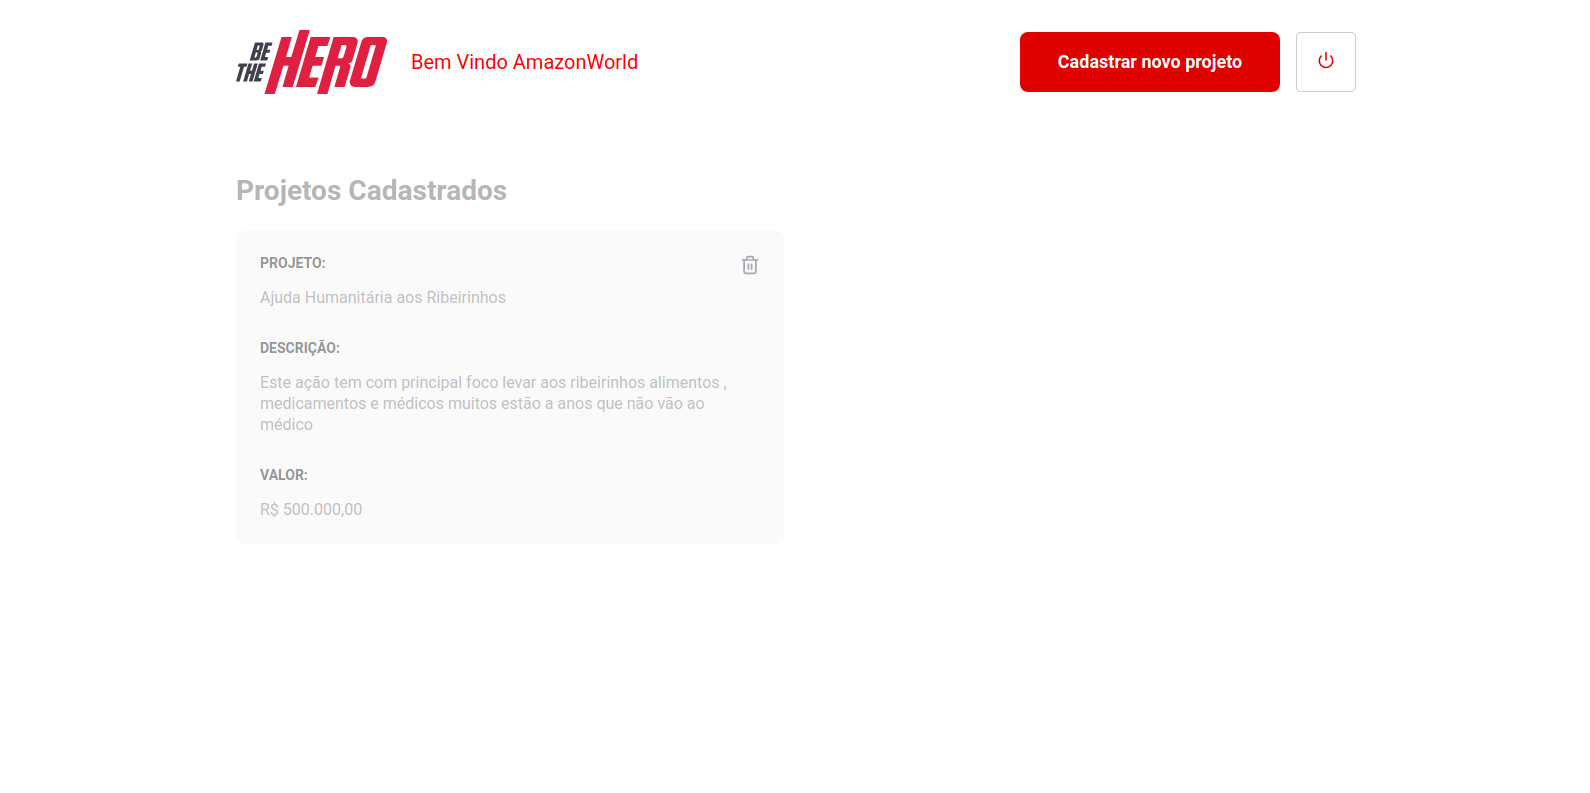 BE
THE
HERO
Bem Vindo AmazonWorld
Cadastrar novo projeto
Projetos Cadastrados
PROJETO:
Ajuda Humanitária aos Ribeirinhos
DESCRIÇÃO:
Este ação tem com principal foco levar aos ribeirinhos alimentos ,
medicamentos e médicos muitos estão a anos que não vão ao
médico
VALOR:
R$ 500.000,00